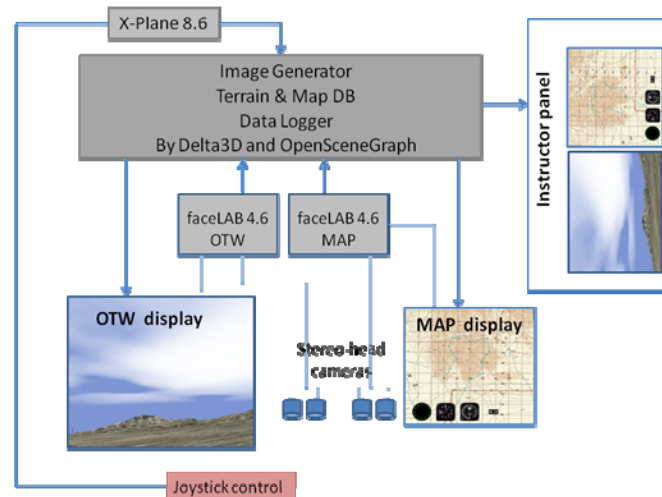 X-Plane 8.6
Image Generator
Terrain & Map DB
Data Logger
By Delta3D and OpenSceneGraph
Instructor panel
faceLAB 4.6
OTW
faceLAB 4.6
MAP
OTW display
MAP display
Stereo-head
cameras
Joystick control